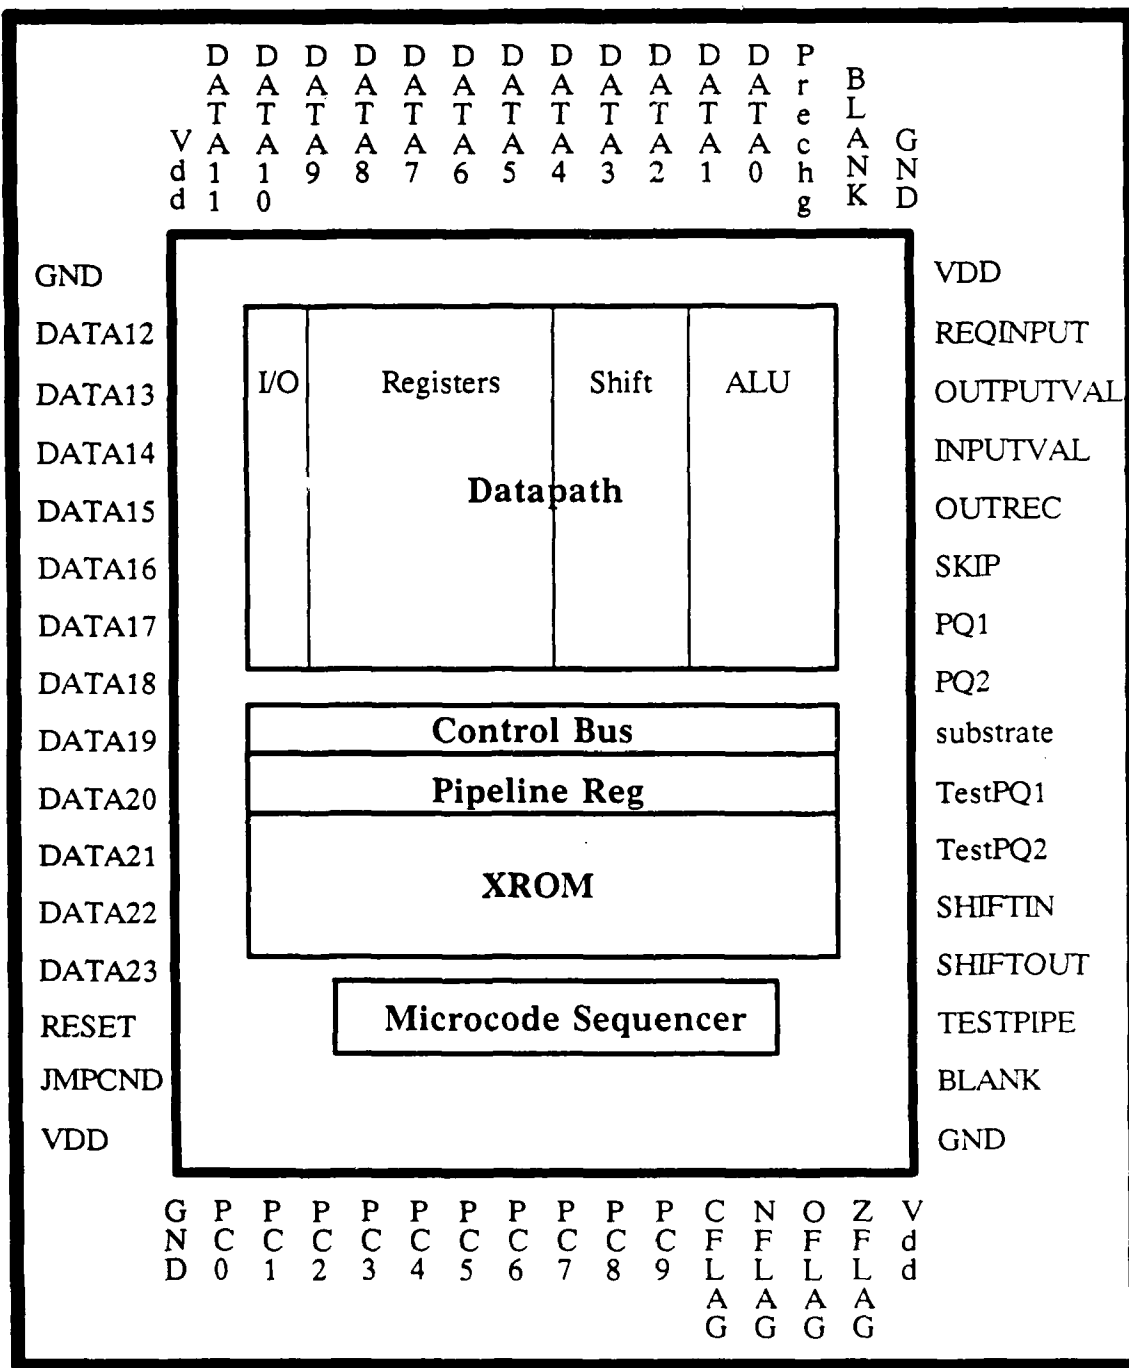 Vdd
DATA11
DATA10
DATA9
DATA8
DATA7
DATA6
DATA5
DATA4
DATA3
DATA2
DATA1
DATA0
Prechg
BLANK
GND
GND
DATA12
DATA13
DATA14
DATA15
DATA16
DATA17
DATA18
DATA19
DATA20
DATA21
DATA22
DATA23
RESET
JMPCND
VDD
I/O
Registers
Shift
ALU
Datapath
Control Bus
Pipeline Reg
XROM
Microcode Sequencer
VDD
REQINPUT
OUTPUTVAL
INPUTVAL
OUTREC
SKIP
PQ1
PQ2
substrate
TestPQ1
TestPQ2
SHIFTIN
SHIFTOUT
TESTPIPE
BLANK
GND
GND
PC0
PC1
PC2
PC3
PC4
PC5
PC6
PC7
PC8
PC9
CFLAG
NFLAG
OFLAG
ZFLAG
Vdd